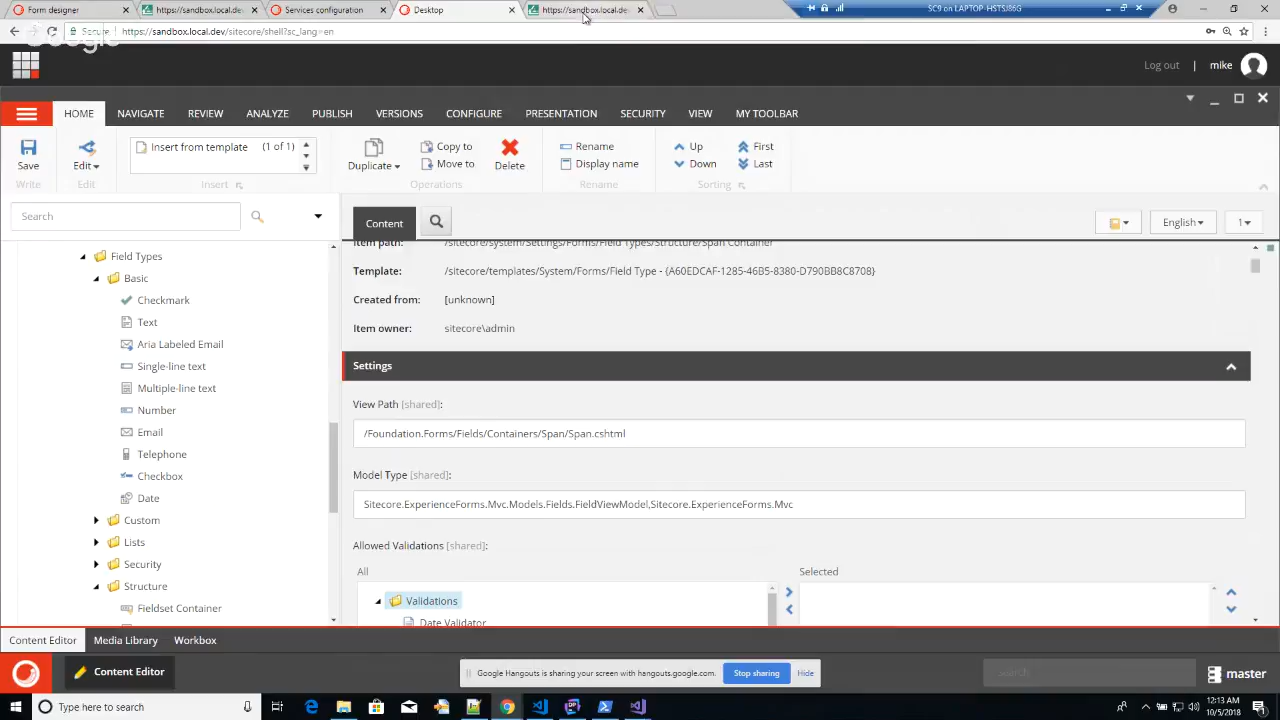 Form designer
https://sandbox.local.dev
Services configuration
Desktop
https://sandbox.local.dev
SC9 on LAPTOP-HSTSJ86G
Secure
https://sandbox.local.dev/sitecore/shell?sc_lang=en
Google
Log out | mike
HOME NAVIGATE REVIEW ANALYZE PUBLISH VERSIONS CONFIGURE PRESENTATION SECURITY VIEW MY TOOLBAR
Insert from template (1 of 1)
Save
Edit
Duplicate
Copy to
Move to
Delete
Rename
Display name
Up
Down
First
Last
Write
Edit
Insert
Operations
Rename
Sorting
Search
Content
English
1
Field Types
Basic
Checkmark
Text
Aria Labeled Email
Single-line text
Multiple-line text
Number
Email
Telephone
Checkbox
Date
Custom
Lists
Security
Structure
Fieldset Container
Item path: /sitecore/system/Settings/Forms/Field Types/Structure/Span Container
Template: /sitecore/templates/System/Forms/Field Type - {A60EDCAF-1285-46B5-8380-D790BB8C8708}
Created from: [unknown]
Item owner: sitecore\admin
Settings
View Path [shared]:
/Foundation.Forms/Fields/Containers/Span/Span.cshtml
Model Type [shared]:
Sitecore.ExperienceForms.Mvc.Models.Fields.FieldViewModel,Sitecore.ExperienceForms.Mvc
Allowed Validations [shared]:
All
Selected
Validations
Date Validator
Content Editor
Media Library
Workbox
Content Editor
Google Hangouts is sharing your screen with hangouts.google.com.
Stop sharing
Hide
Search
master
Type here to search
12:13 AM
10/5/2018